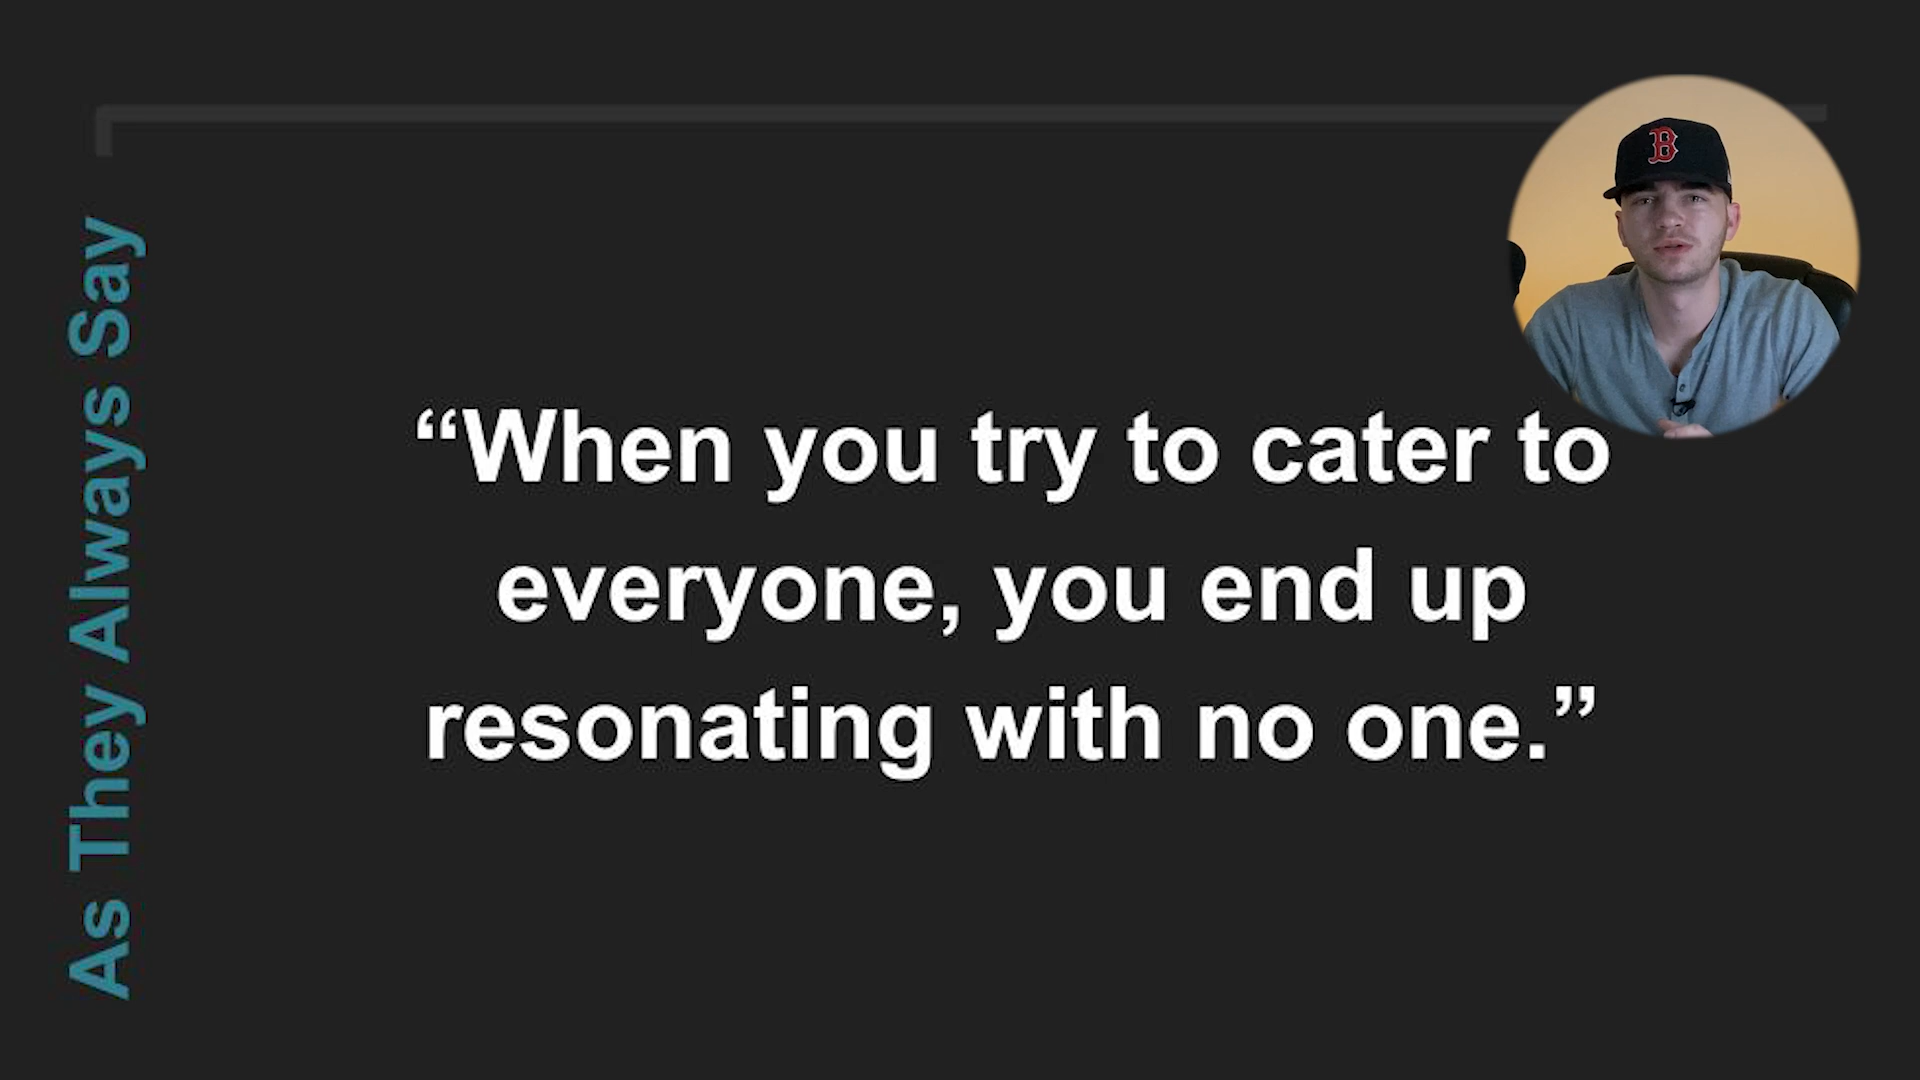 As They Always Say
“When you try to cater to
everyone, you end up
resonating with no one.”
B